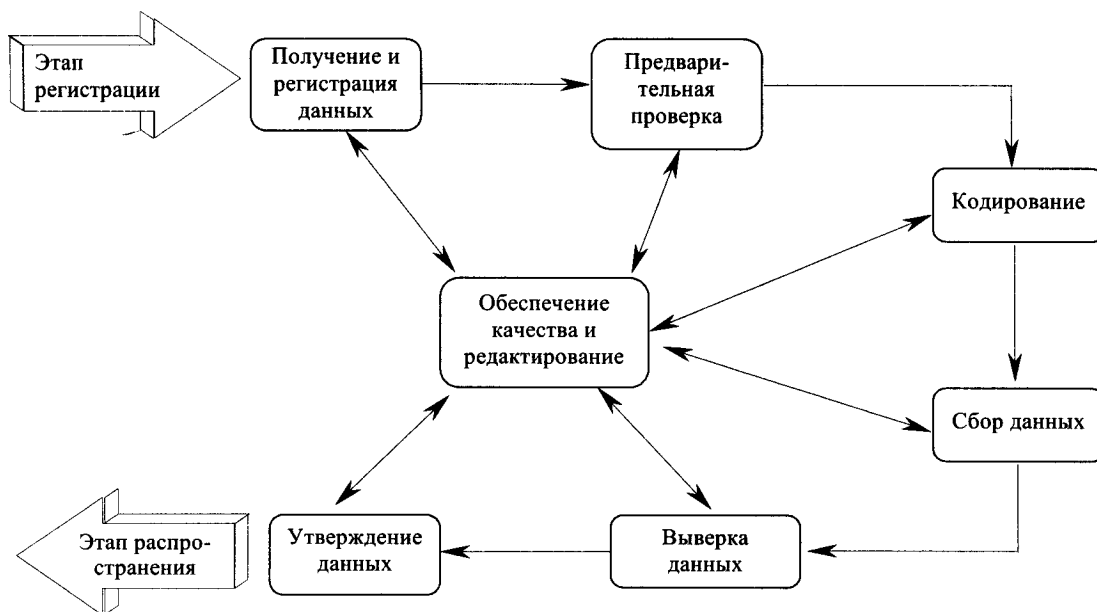 Этап
регистрации
Получение и
регистрация
данных
Предвари-
тельная
проверка
Кодирование
Обеспечение
качества и
редактирование
Сбор данных
Выверка
данных
Утверждение
данных
Этап распро-
странения